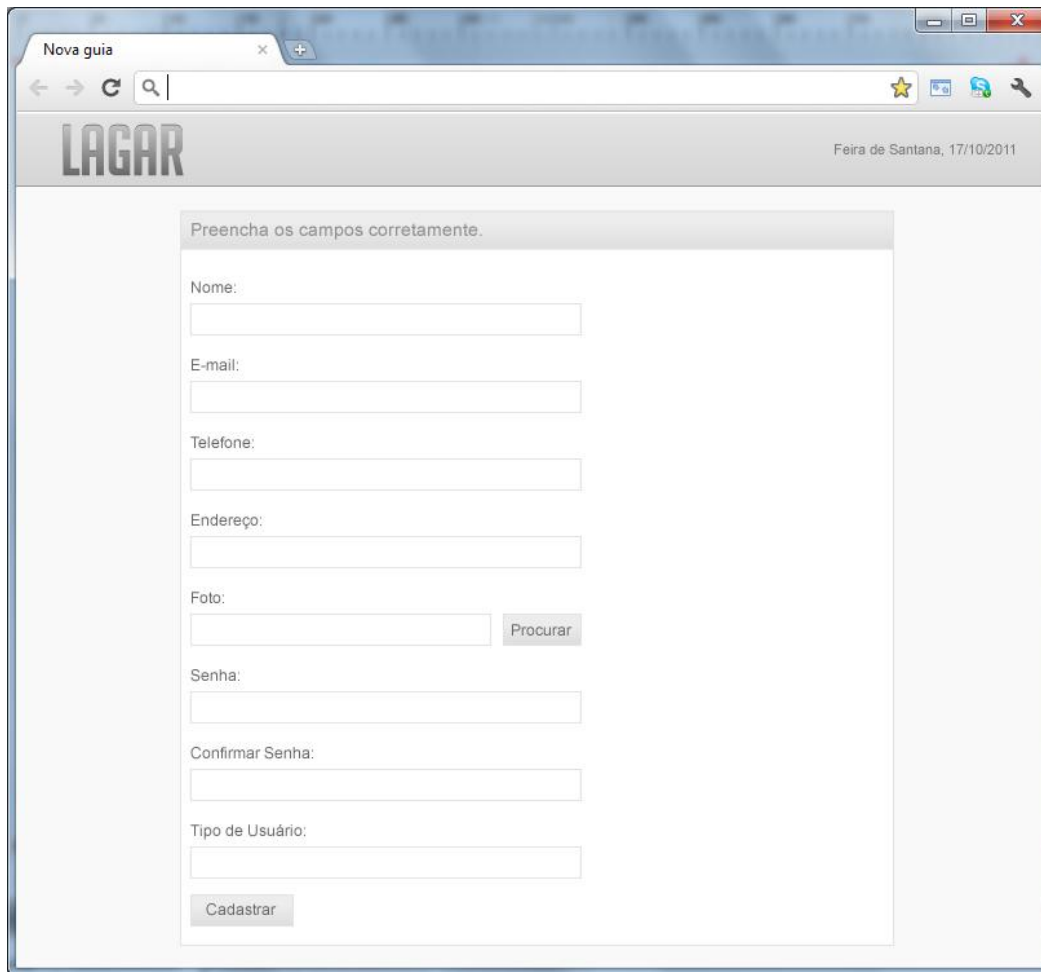 Nova guia
LAGAR
Feira de Santana, 17/10/2011
Preencha os campos corretamente.
Nome:
E-mail:
Telefone:
Endereço:
Foto:
Procurar
Senha:
Confirmar Senha:
Tipo de Usuário:
Cadastrar